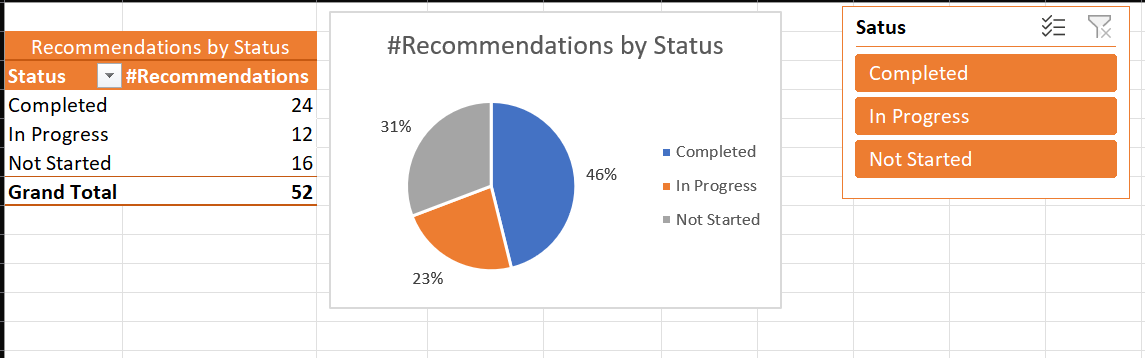 Recommendations by Status
Status #Recommendations
Completed 24
In Progress 12
Not Started 16
Grand Total 52
#Recommendations by Status
31%
46%
23%
Completed
In Progress
Not Started
Satus
Completed
In Progress
Not Started